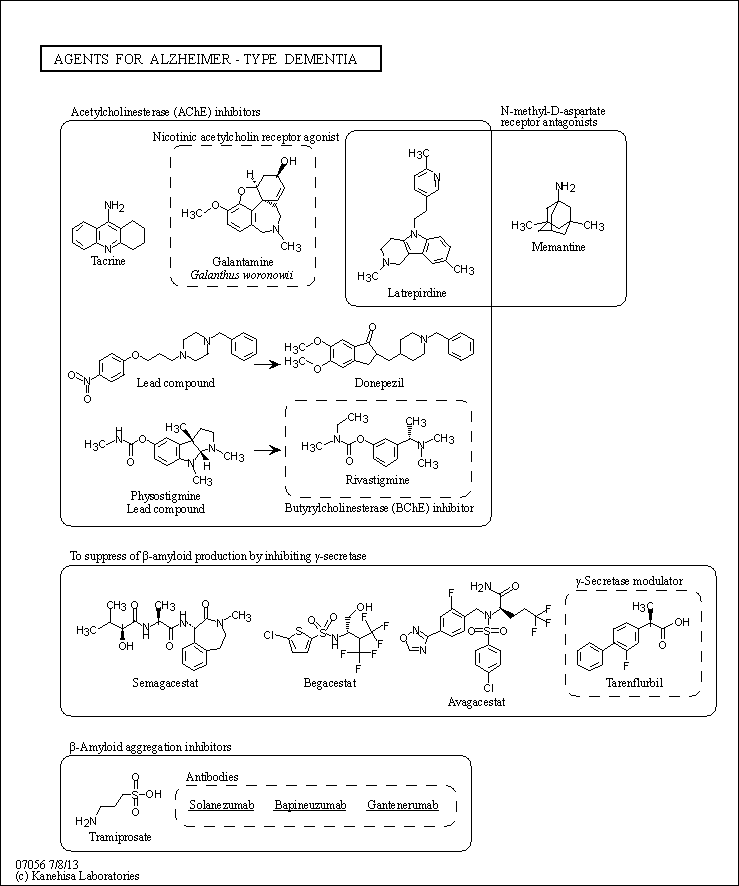 AGENTS FOR ALZHEIMER - TYPE DEMENTIA
Acetylcholinesterase (AChE) inhibitors
N-methyl-D-aspartate
receptor antagonists
Nicotinic acetylcholin receptor agonist
NH2
Tacrine
N
H3C
O
O
H
OH
N
CH3
Galantamine
Galanthus woronowii
H3C
N
N
N
H3C
CH3
Latrepirdine
NH2
H3C
CH3
Memantine
O
N
O
O
N
N
Lead compound
H3C
O
H3C
O
O
N
Donepezil
H3C
H
N
O
O
H3C
N
H
N
CH3
CH3
Physostigmine
Lead compound
CH3
H3C
N
O
O
CH3
N
CH3
CH3
Rivastigmine
Butyrylcholinesterase (BChE) inhibitor
To suppress of β-amyloid production by inhibiting γ-secretase
CH3
H3C
OH
O
N
H
CH3
O
H
N
O
N
CH3
Semagacestat
Cl
S
O
O
S
N
H
OH
F
F
F
F
F
F
Begacestat
H2N
O
F
N
O
N
N
O
S
O
F
F
F
Cl
Avagacestat
γ-Secretase modulator
H3C
OH
O
F
Tarenflurbil
β-Amyloid aggregation inhibitors
O
S
OH
O
H2N
Tramiprosate
Antibodies
Solanezumab Bapineuzumab Gantenerumab
07056 7/8/13
(c) Kanehisa Laboratories